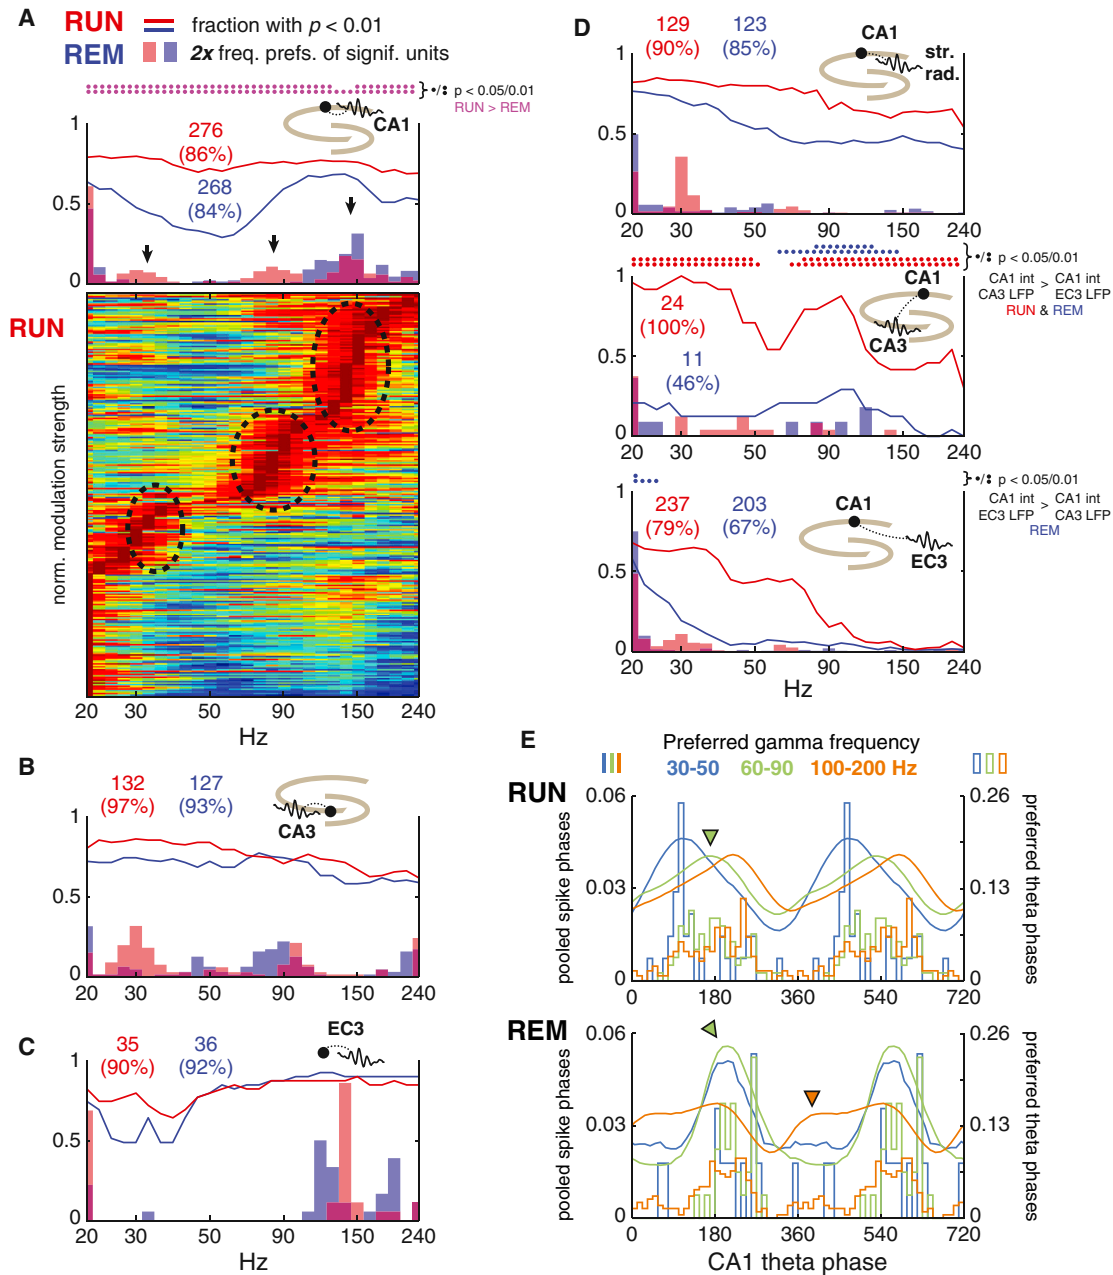 A
RUN
fraction with p < 0.01
REM
2x freq. prefs. of signif. units
p < 0.05/0.01
RUN > REM
CA1
1
276
(86%)
268
(84%)
0.5
0
RUN
norm. modulation strength
20 30 50 90 150 240
Hz
B
132
(97%)
127
(93%)
CA3
1
0.5
0
20 30 50 90 150 240
C
35
(90%)
36
(92%)
EC3
1
0.5
0
20 30 50 90 150 240
Hz
D
129
(90%)
123
(85%)
CA1
str.
rad.
1
0.5
0
20 30 50 90 150 240
p < 0.05/0.01
CA1 int > CA1 int
CA3 LFP EC3 LFP
RUN & REM
1
24
(100%)
11
(46%)
CA1
CA3
0.5
0
20 30 50 90 150 240
p < 0.05/0.01
CA1 int > CA1 int
EC3 LFP CA3 LFP
REM
1
237
(79%)
203
(67%)
CA1
EC3
0.5
0
20 30 50 90 150 240
Hz
E
Preferred gamma frequency
30-50 60-90 100-200 Hz
RUN
0.06
0.03
0
pooled spike phases
0.26
0.13
0
preferred theta phases
0 180 360 540 720
REM
0.06
0.03
0
pooled spike phases
0.26
0.13
0.00
preferred theta phases
0 180 360 540 720
CA1 theta phase